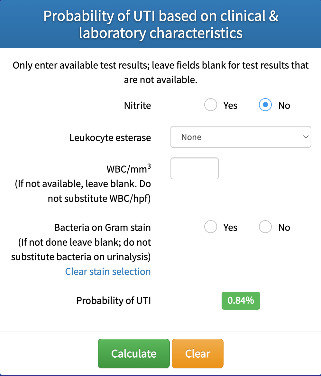 Probability of UTI based on clinical &
laboratory characteristics
Only enter available test results; leave fields blank for test results that
are not available.
Nitrite Yes No
Leukocyte esterase None
WBC/mm³
(If not available, leave blank. Do
not substitute WBC/hpf)
Bacteria on Gram stain Yes No
(If not done leave blank; do not
substitute bacteria on urinalysis)
Clear stain selection
Probability of UTI 0.84%
Calculate Clear